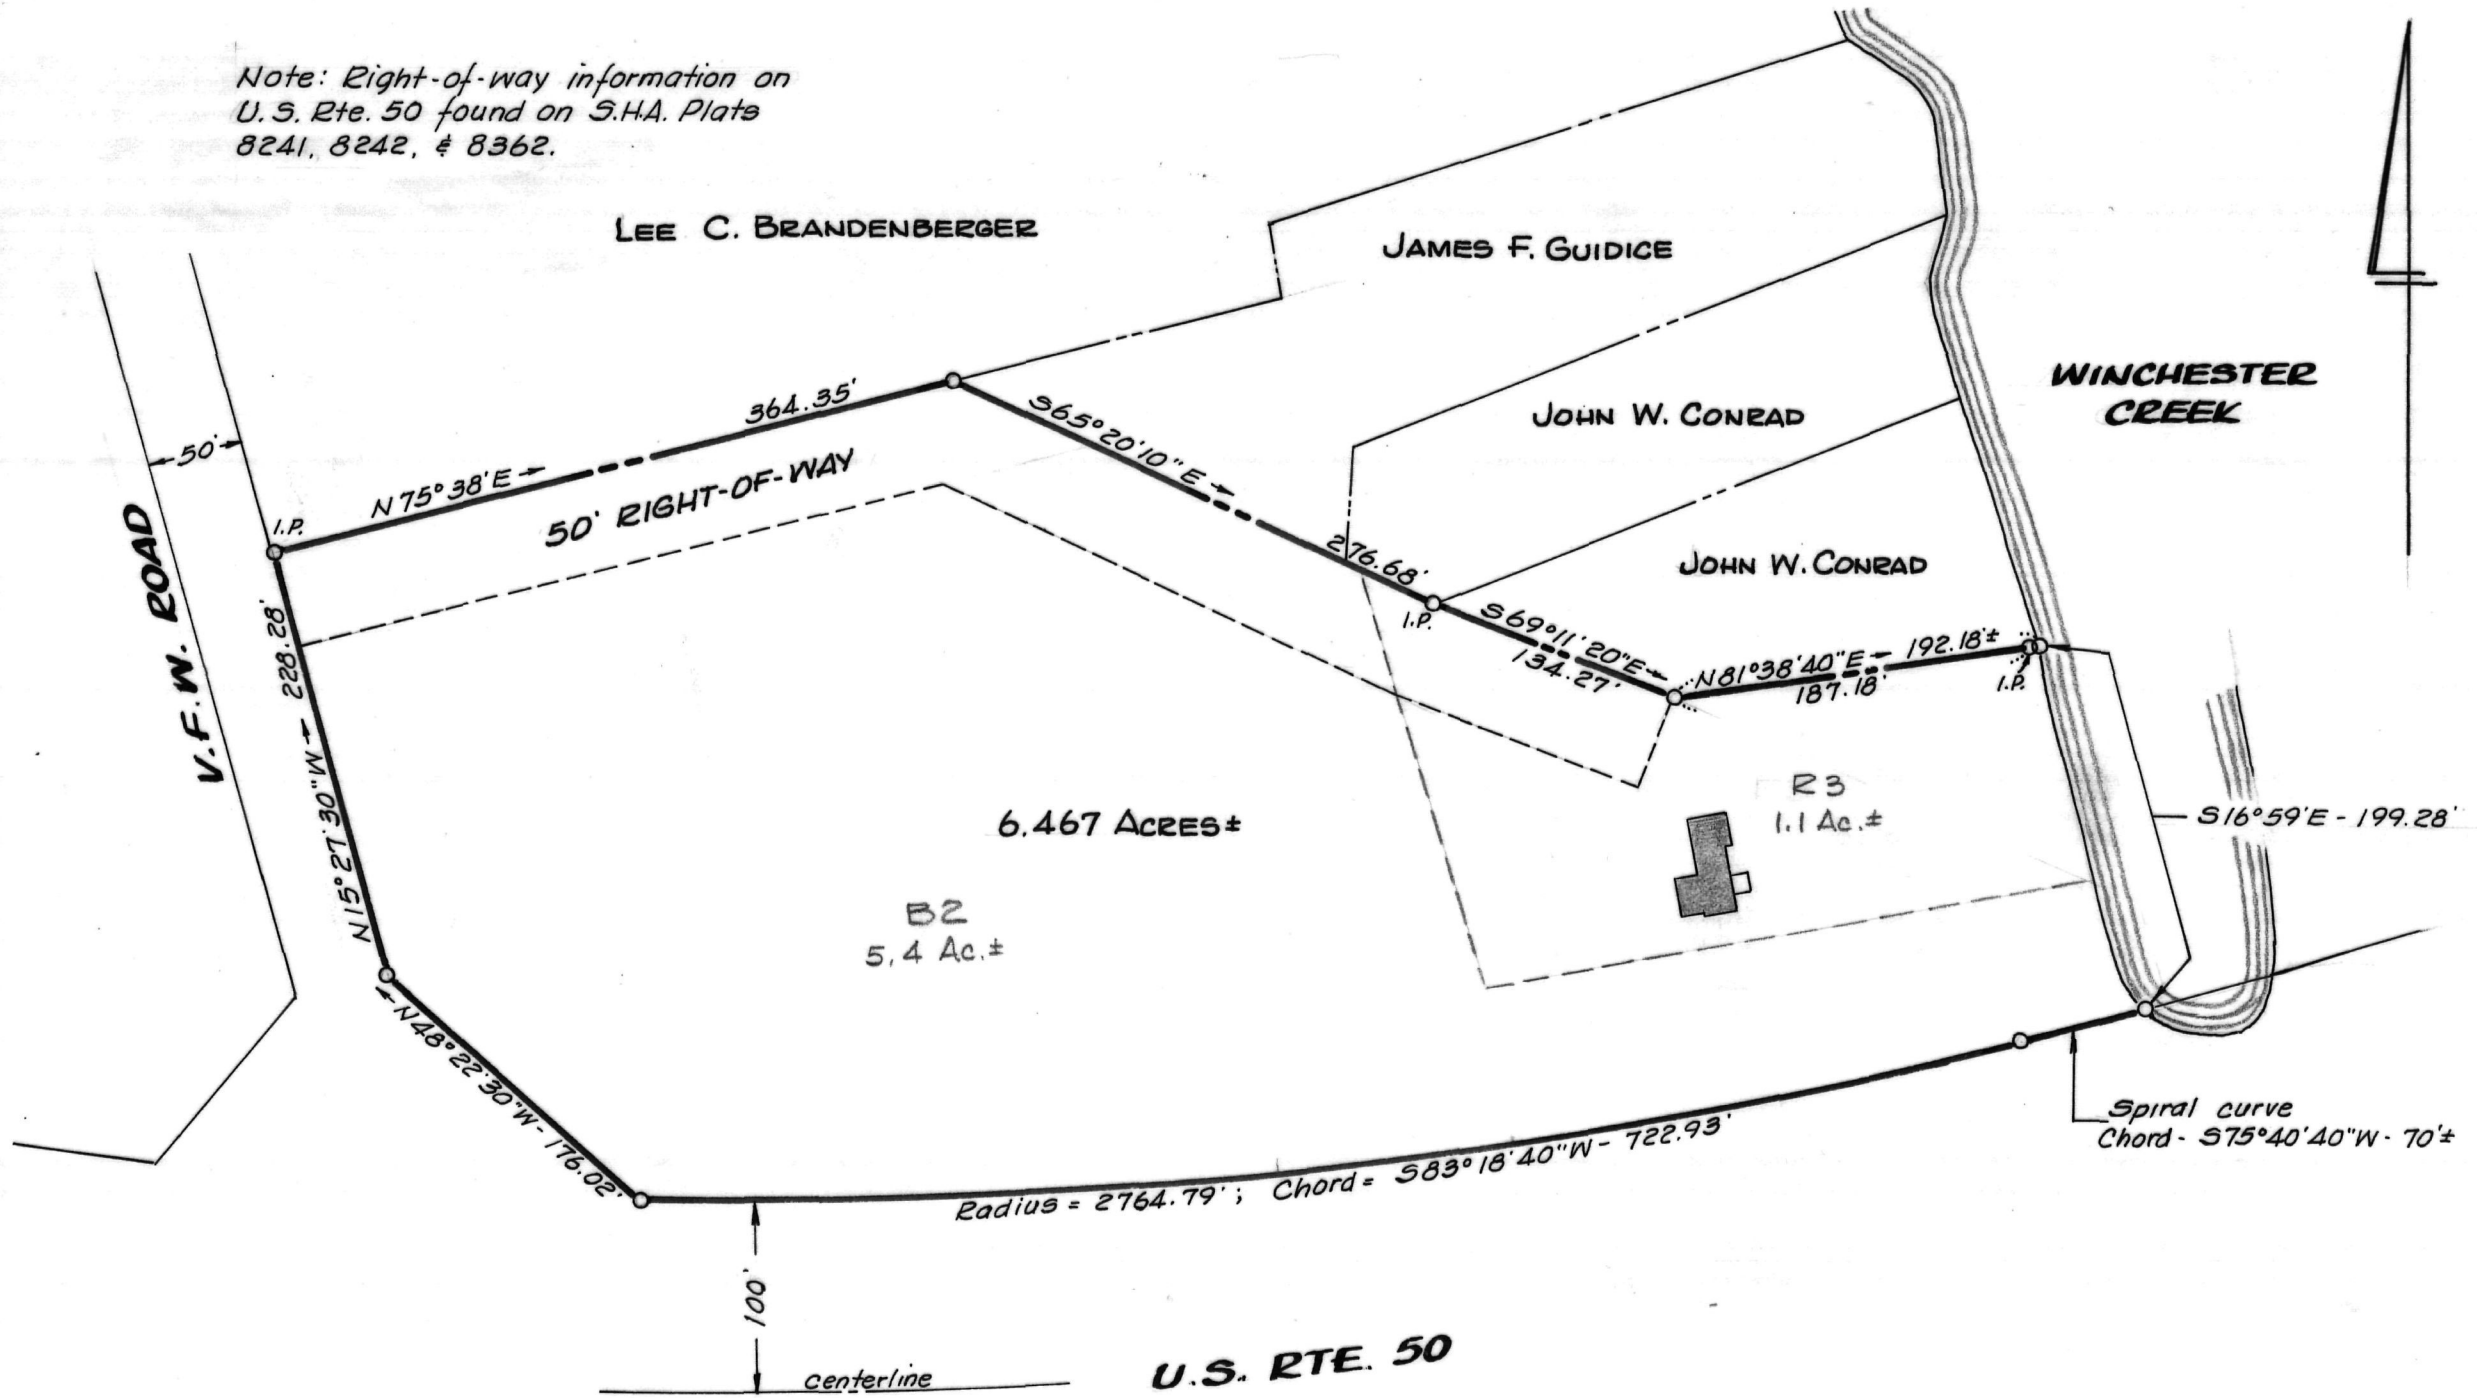 Note: Right-of-way information on
U.S. Rte. 50 found on S.H.A. Plats
8241, 8242, & 8362.
LEE C. BRANDENBERGER
JAMES F. GUIDICE
JOHN W. CONRAD
JOHN W. CONRAD
WINCHESTER
CREEK
V.F.W. ROAD
50'
I.P.
N75°38'E
364.35'
50' RIGHT-OF-WAY
S65°20'10"E
276.68'
I.P.
S69°11'20"E
134.27'
N81°38'40"E
192.18'±
187.18'
I.P.
S16°59'E - 199.28'
228.28'
N15°27'30"W
6.467 ACRES±
R3
1.1 Ac.±
B2
5.4 Ac.±
N48°22'30"W - 176.02'
Radius = 2764.79'; Chord = S83°18'40"W - 722.93'
Spiral curve
Chord - S75°40'40"W - 70'±
100'
centerline
U.S. RTE. 50